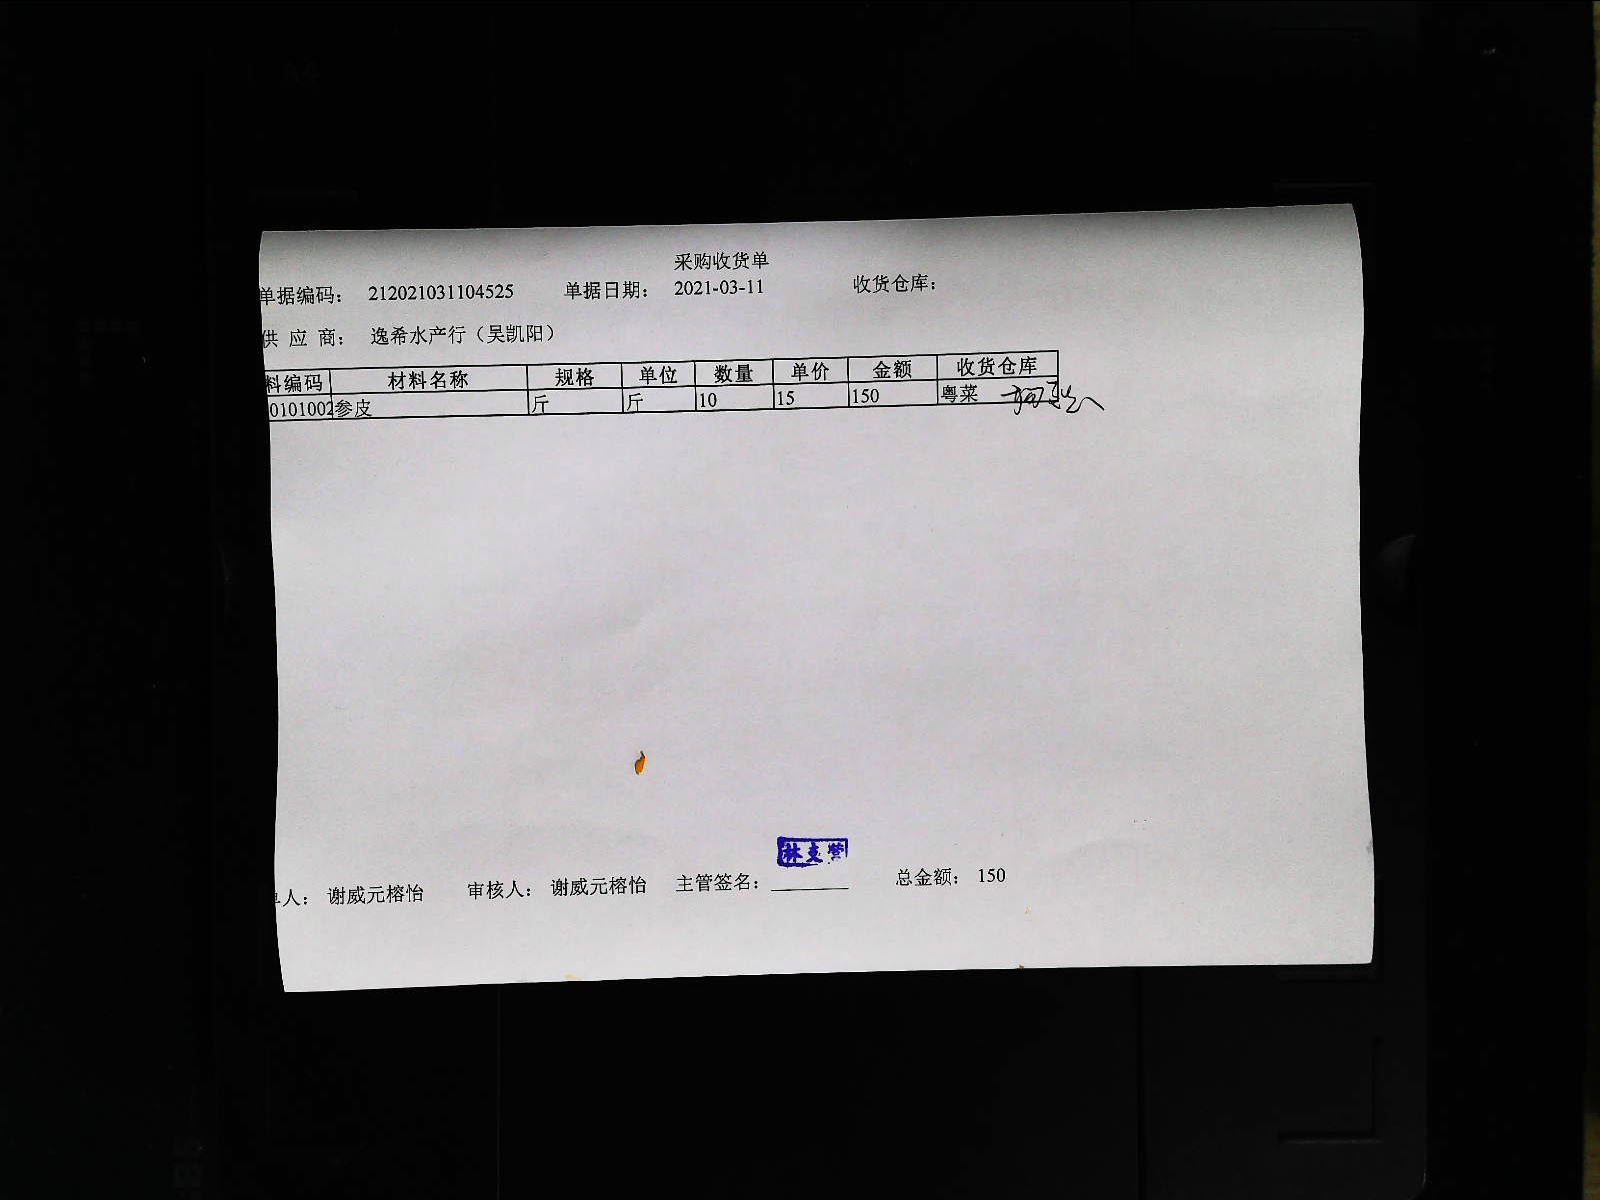 采购收货单
单据编码： 212021031104525 单据日期： 2021-03-11 收货仓库：
供 应 商： 逸希水产行（吴凯阳）
料编码 材料名称 规格 单位 数量 单价 金额 收货仓库
0101002 参皮 斤 斤 10 15 150 粤菜
人： 谢威元榕怡 审核人： 谢威元榕怡 主管签名： 总金额： 150